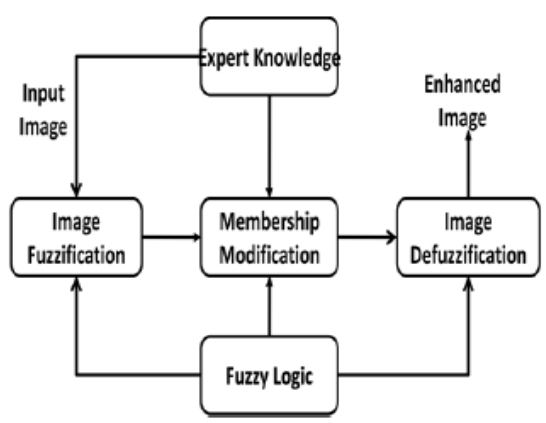 Expert Knowledge
Input
Image
Enhanced
Image
Image
Fuzzification
Membership
Modification
Image
Defuzzification
Fuzzy Logic